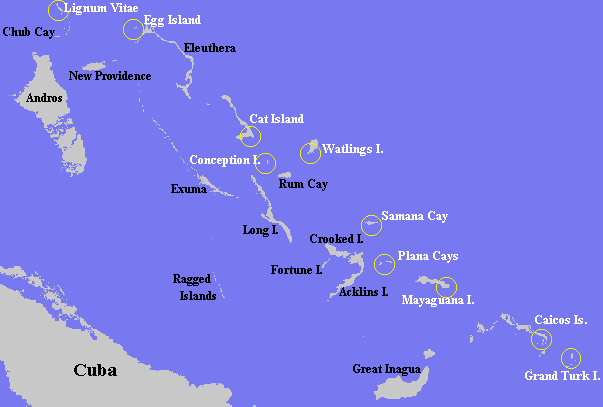 Lignum Vitae
Egg Island
Chub Cay
Eleuthera
New Providence
Andros
Cat Island
Watlings I.
Conception I.
Rum Cay
Exuma
Samana Cay
Long I.
Crooked I.
Plana Cays
Fortune I.
Ragged
Islands
Acklins I.
Mayaguana I.
Caicos Is.
Cuba
Great Inagua
Grand Turk I.